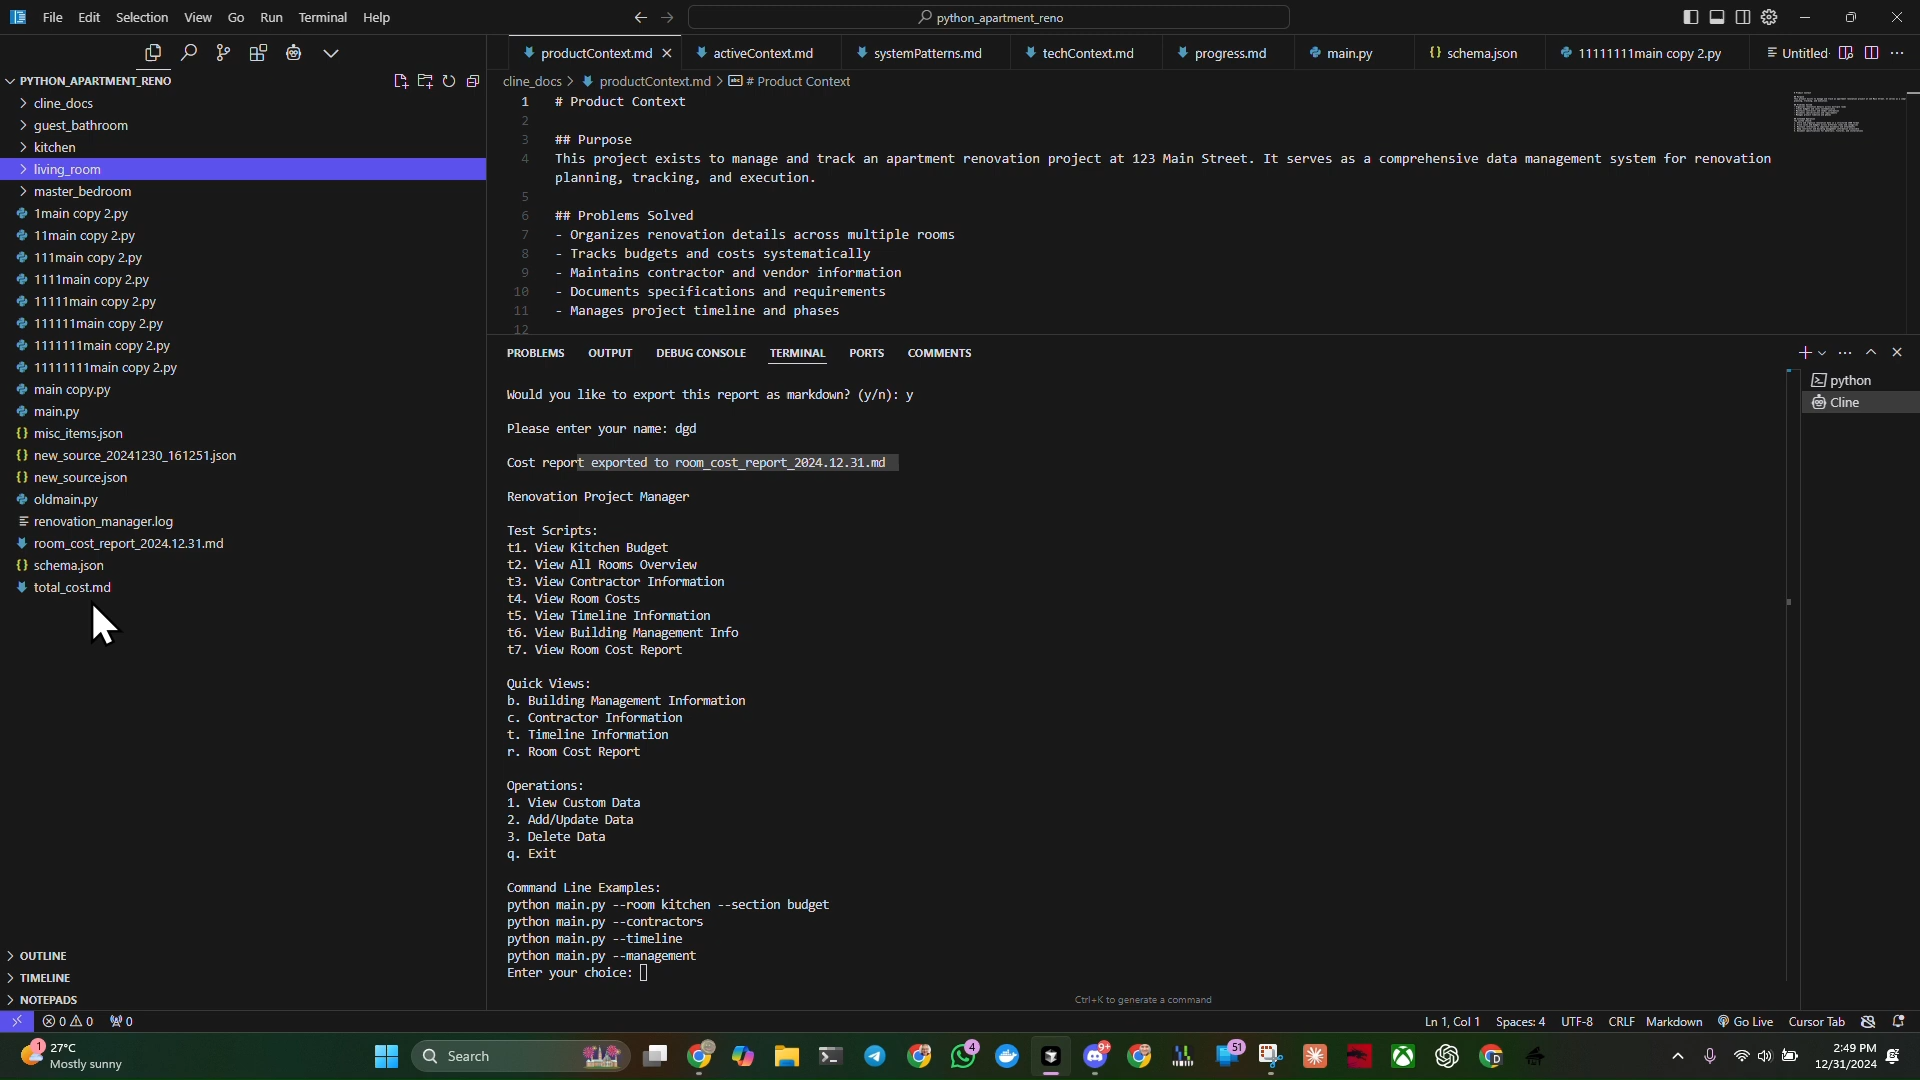 File Edit Selection View Go Run Terminal Help
python_apartment_reno
PYTHON_APARTMENT_RENO
cline_docs
guest_bathroom
kitchen
living_room
master_bedroom
1main copy 2.py
11main copy 2.py
111main copy 2.py
1111main copy 2.py
11111main copy 2.py
111111main copy 2.py
1111111main copy 2.py
11111111main copy 2.py
main copy.py
main.py
misc_items.json
new_source_20241230_161251.json
new_source.json
oldmain.py
renovation_manager.log
room_cost_report_2024.12.31.md
schema.json
total_cost.md
OUTLINE
TIMELINE
NOTEPADS
productContext.md activeContext.md systemPatterns.md techContext.md progress.md main.py schema.json 11111111main copy 2.py Untitled
cline_docs > productContext.md > # Product Context
1 # Product Context
2
3 ## Purpose
4 This project exists to manage and track an apartment renovation project at 123 Main Street. It serves as a comprehensive data management system for renovation
planning, tracking, and execution.
5
6 ## Problems Solved
7 - Organizes renovation details across multiple rooms
8 - Tracks budgets and costs systematically
9 - Maintains contractor and vendor information
10 - Documents specifications and requirements
11 - Manages project timeline and phases
12
PROBLEMS OUTPUT DEBUG CONSOLE TERMINAL PORTS COMMENTS
python
Cline
Would you like to export this report as markdown? (y/n): y
Please enter your name: dgd
Cost report exported to room_cost_report_2024.12.31.md
Renovation Project Manager
Test Scripts:
t1. View Kitchen Budget
t2. View All Rooms Overview
t3. View Contractor Information
t4. View Room Costs
t5. View Timeline Information
t6. View Building Management Info
t7. View Room Cost Report
Quick Views:
b. Building Management Information
c. Contractor Information
t. Timeline Information
r. Room Cost Report
Operations:
1. View Custom Data
2. Add/Update Data
3. Delete Data
q. Exit
Command Line Examples:
python main.py --room kitchen --section budget
python main.py --contractors
python main.py --timeline
python main.py --management
Enter your choice:
Ctrl+K to generate a command
0 0 0
Ln 1, Col 1 Spaces: 4 UTF-8 CRLF Markdown Go Live Cursor Tab
1
27°C
Mostly sunny
Search
4
9+
51
2:49 PM
12/31/2024